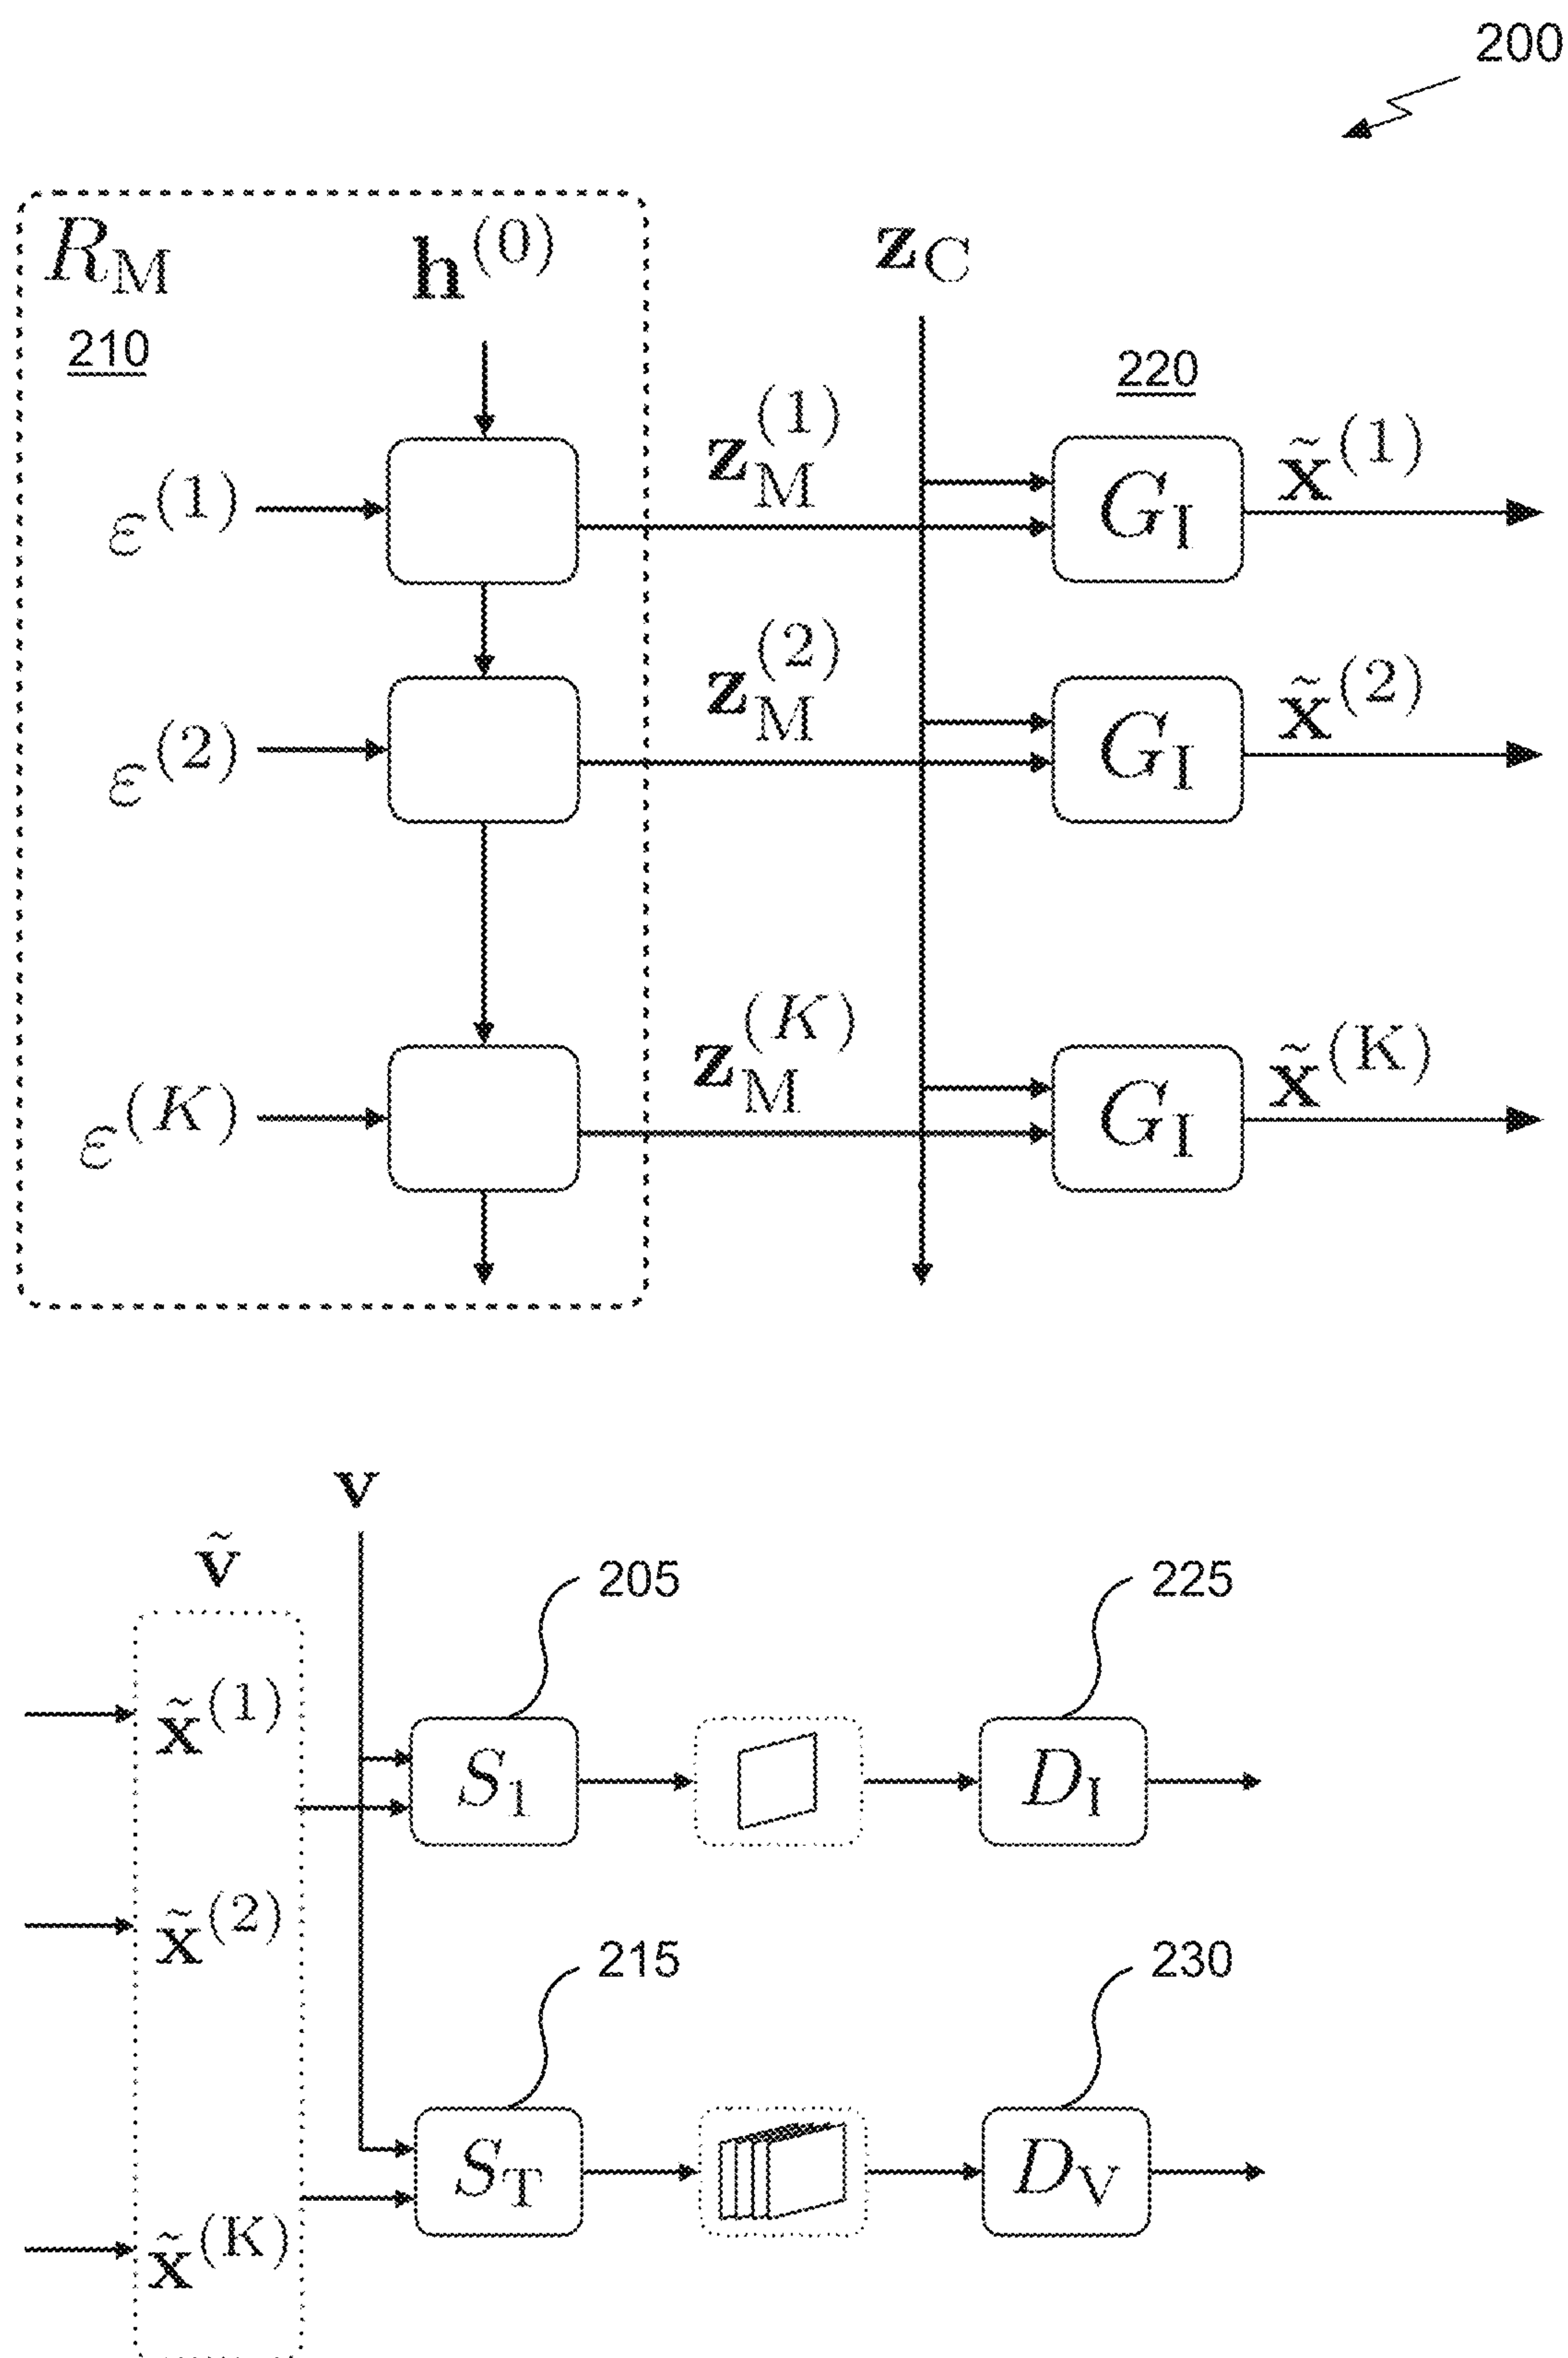 200
R_M h^(0) z_C
210 220
ε^(1) z_M^(1) G_I x̃^(1)
ε^(2) z_M^(2) G_I x̃^(2)
ε^(K) z_M^(K) G_I x̃^(K)
v
ṽ 205 225
x̃^(1) S_1 D_I
x̃^(2) 215 230
x̃^(K) S_T D_V